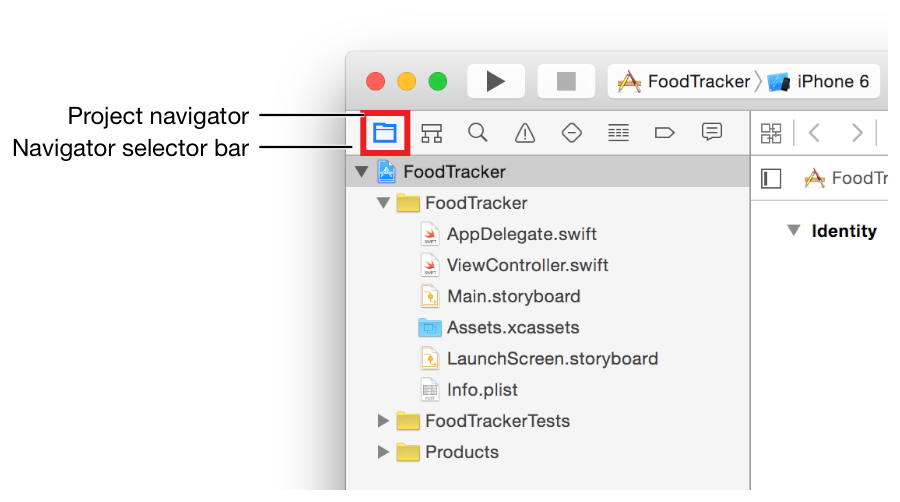 FoodTracker iPhone 6
Project navigator
Navigator selector bar
FoodTracker
FoodTr
FoodTracker
AppDelegate.swift
Identity
ViewController.swift
Main.storyboard
Assets.xcassets
LaunchScreen.storyboard
Info.plist
FoodTrackerTests
Products